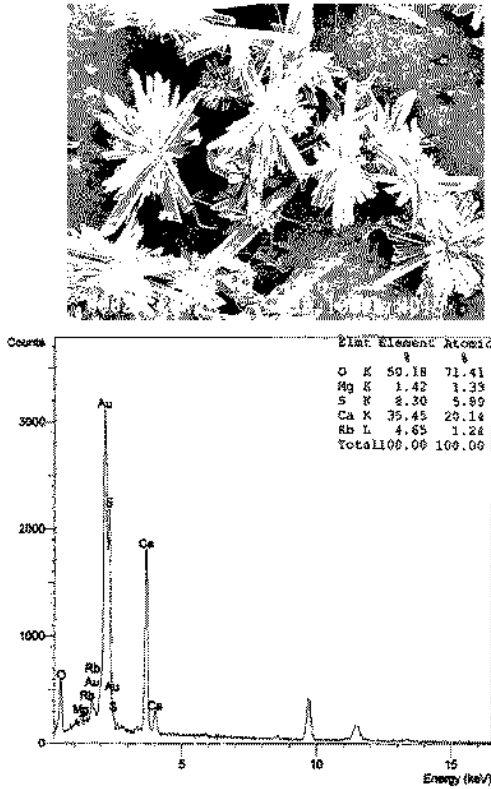 Counts
Elmt Element Atomic
% %
O K 50.18 71.41
Mg K 1.42 1.33
S K 8.30 5.89
Ca K 35.45 20.14
Rb L 4.65 1.24
Total 100.00 100.00
Au
3000
2000
Ca
1000
O
Rb
Au
Rb
Mg
Au
S
Ca
0
5
10
15
Energy (keV)